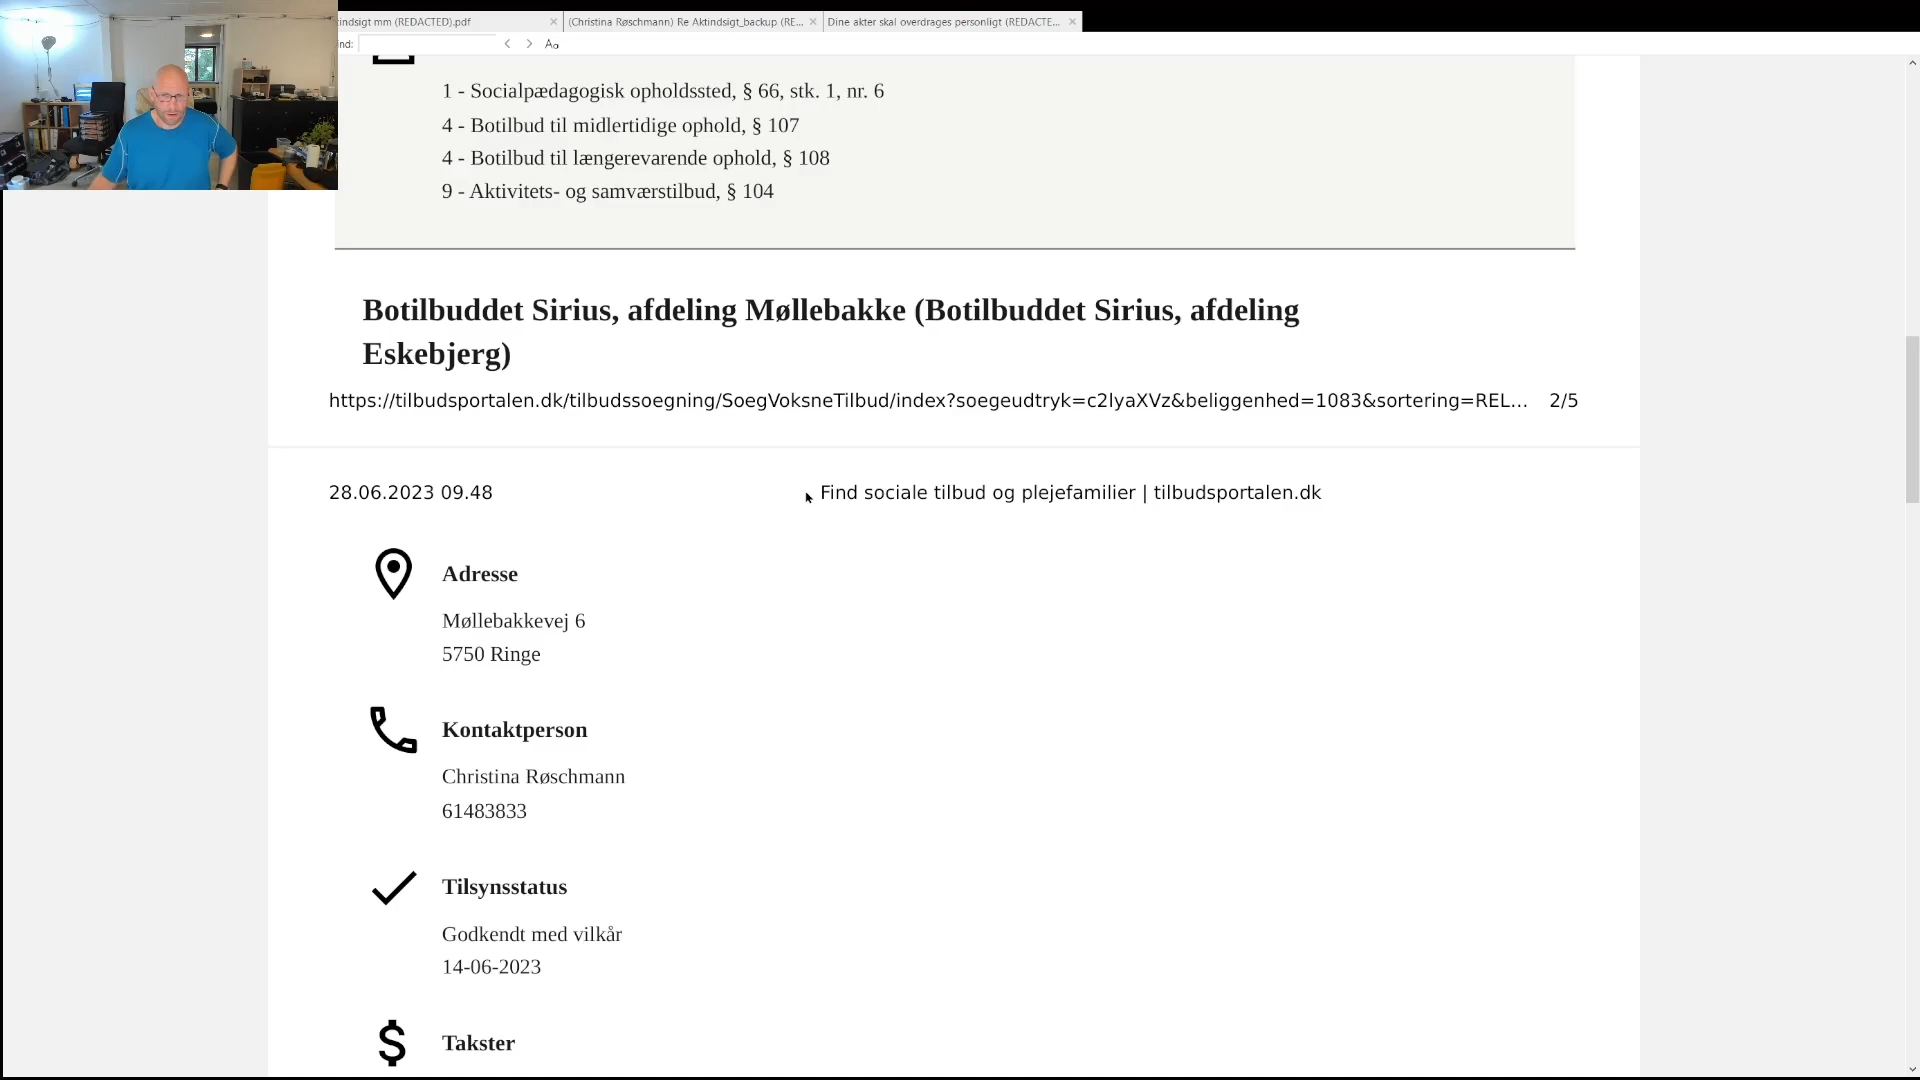 indsigt mm (REDACTED).pdf
(Christina Røschmann) Re Aktindsigt_backup (RE...
Dine akter skal overdrages personligt (REDACTE...
ind:
1 - Socialpædagogisk opholdssted, § 66, stk. 1, nr. 6
4 - Botilbud til midlertidige ophold, § 107
4 - Botilbud til længerevarende ophold, § 108
9 - Aktivitets- og samværstilbud, § 104
Botilbuddet Sirius, afdeling Møllebakke (Botilbuddet Sirius, afdeling
Eskebjerg)
https://tilbudsportalen.dk/tilbudssoegning/SoegVoksneTilbud/index?soegeudtryk=c2lyaXVz&beliggenhed=1083&sortering=REL... 2/5
28.06.2023 09.48
Find sociale tilbud og plejefamilier | tilbudsportalen.dk
Adresse
Møllebakkevej 6
5750 Ringe
Kontaktperson
Christina Røschmann
61483833
Tilsynsstatus
Godkendt med vilkår
14-06-2023
Takster